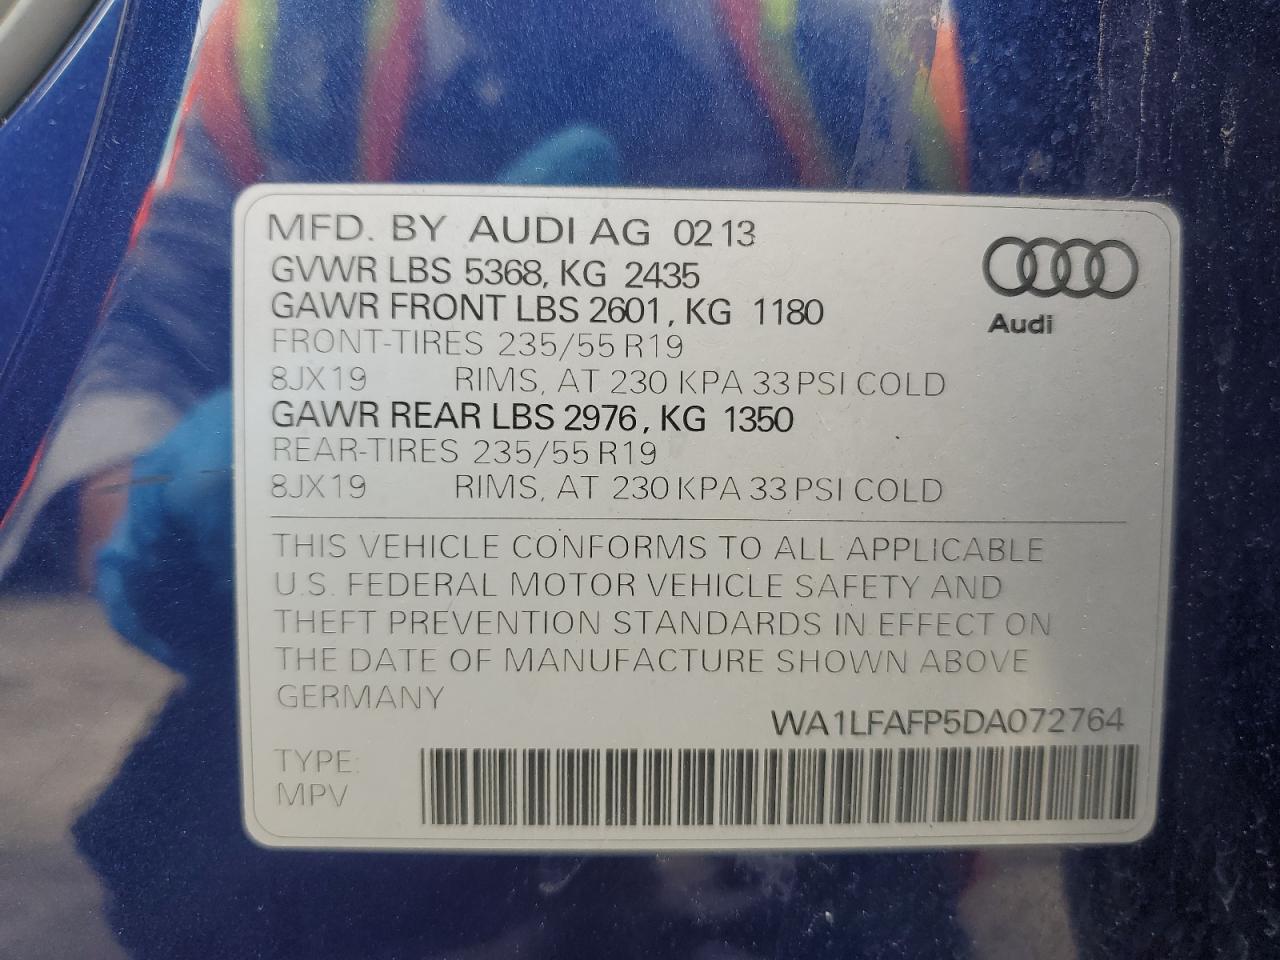 MFD. BY AUDI AG 02 13
GVWR LBS 5368, KG 2435
GAWR FRONT LBS 2601, KG 1180
FRONT-TIRES 235/55 R19
8JX19 RIMS, AT 230 KPA 33 PSI COLD
GAWR REAR LBS 2976, KG 1350
REAR-TIRES 235/55 R19
8JX19 RIMS, AT 230 KPA 33 PSI COLD
Audi
THIS VEHICLE CONFORMS TO ALL APPLICABLE
U.S. FEDERAL MOTOR VEHICLE SAFETY AND
THEFT PREVENTION STANDARDS IN EFFECT ON
THE DATE OF MANUFACTURE SHOWN ABOVE
GERMANY
WA1LFAFP5DA072764
TYPE:
MPV